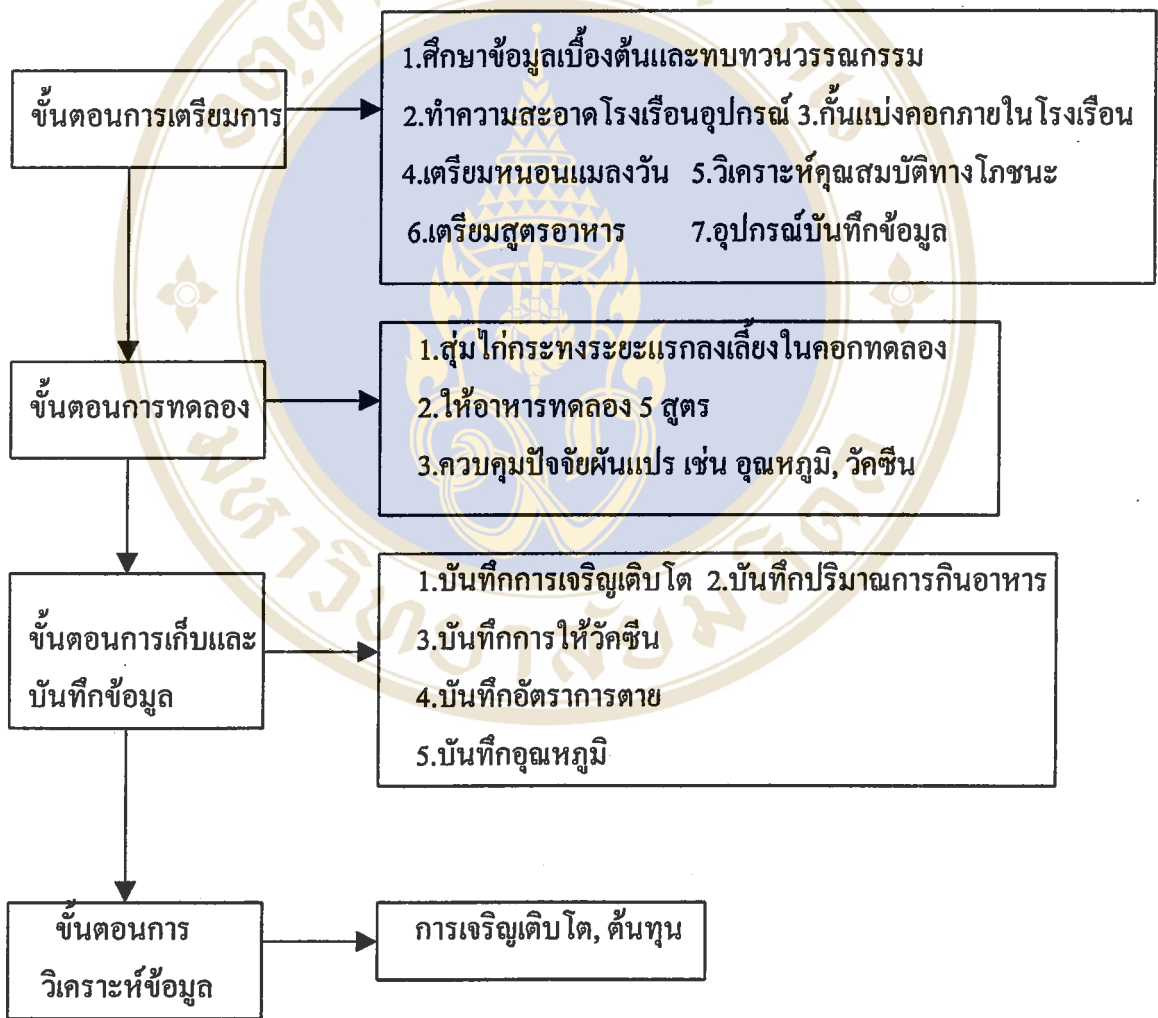 ขั้นตอนการเตรียมการ
1.ศึกษาข้อมูลเบื้องต้นและทบทวนวรรณกรรม
2.ทำความสะอาดโรงเรือนอุปกรณ์ 3.กั้นแบ่งคอกภายในโรงเรือน
4.เตรียมหนอนแมลงวัน 5.วิเคราะห์คุณสมบัติทางโภชนะ
6.เตรียมสูตรอาหาร 7.อุปกรณ์บันทึกข้อมูล
ขั้นตอนการทดลอง
1.สุ่มไก่กระทงระยะแรกลงเลี้ยงในคอกทดลอง
2.ให้อาหารทดลอง 5 สูตร
3.ควบคุมปัจจัยผันแปร เช่น อุณหภูมิ, วัคซีน
ขั้นตอนการเก็บและ
บันทึกข้อมูล
1.บันทึกการเจริญเติบโต 2.บันทึกปริมาณการกินอาหาร
3.บันทึกการให้วัคซีน
4.บันทึกอัตราการตาย
5.บันทึกอุณหภูมิ
ขั้นตอนการ
วิเคราะห์ข้อมูล
การเจริญเติบโต, ต้นทุน
มหาวิทยาลัยมหิดล